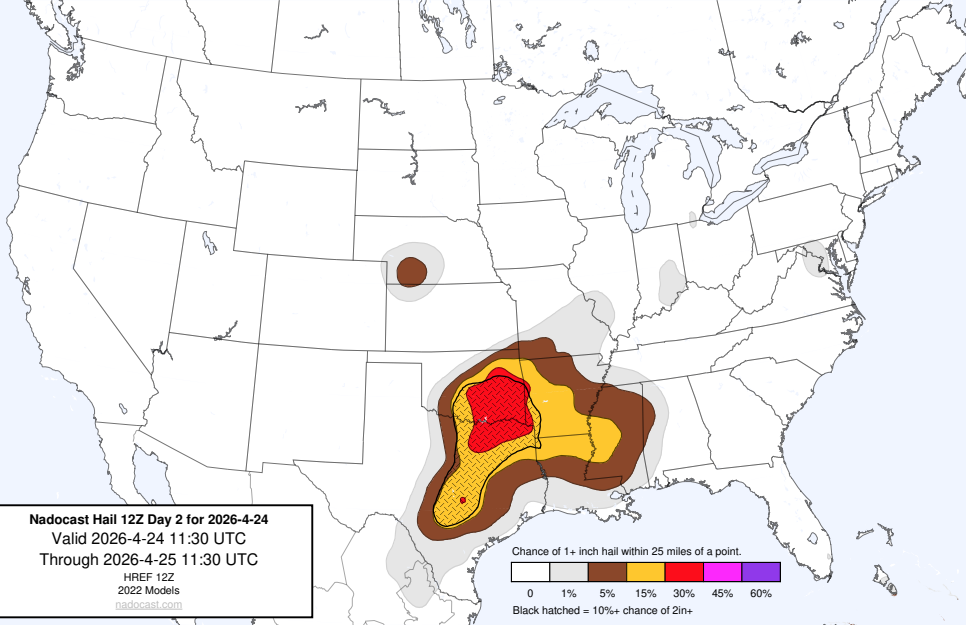 Nadocast Hail 12Z Day 2 for 2026-4-24
Valid 2026-4-24 11:30 UTC
Through 2026-4-25 11:30 UTC
HREF 12Z
2022 Models
nadocast.com
Chance of 1+ inch hail within 25 miles of a point.
0 1% 5% 15% 30% 45% 60%
Black hatched = 10%+ chance of 2in+